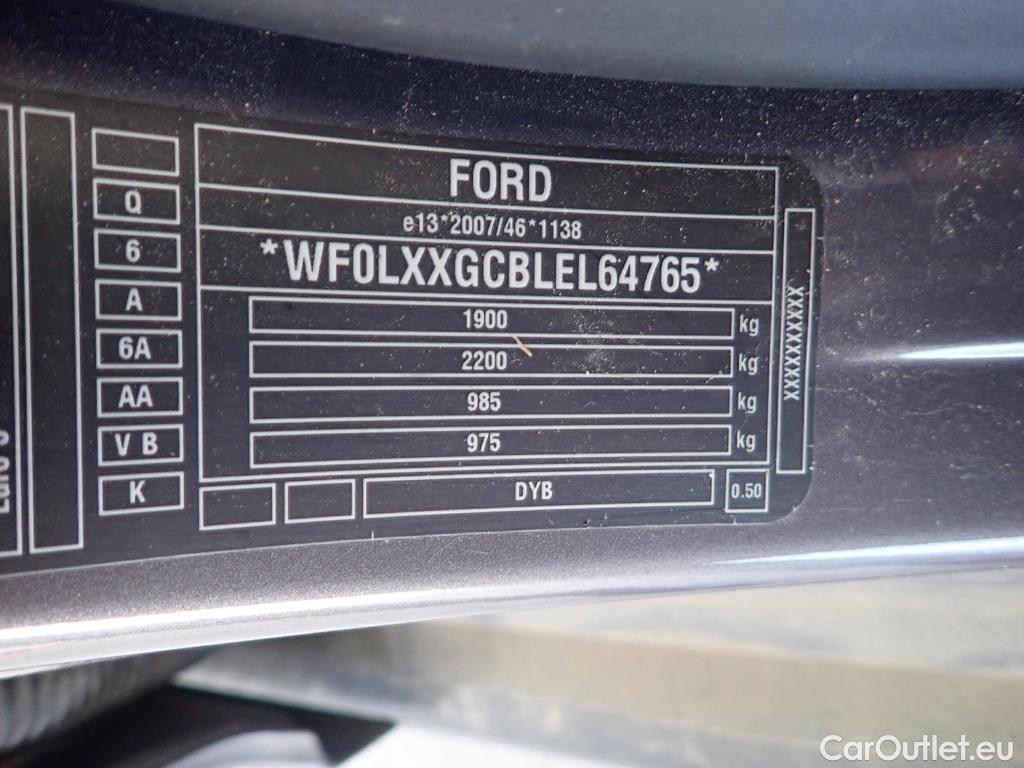 FORD
e13*2007/46*1138
*WF0LXXGCBLEL64765*
1900 kg
2200 kg
985 kg
975 kg
DYB
0.50
XXXXXXXXXX
Q
6
A
6A
AA
V B
K
CarOutlet.eu